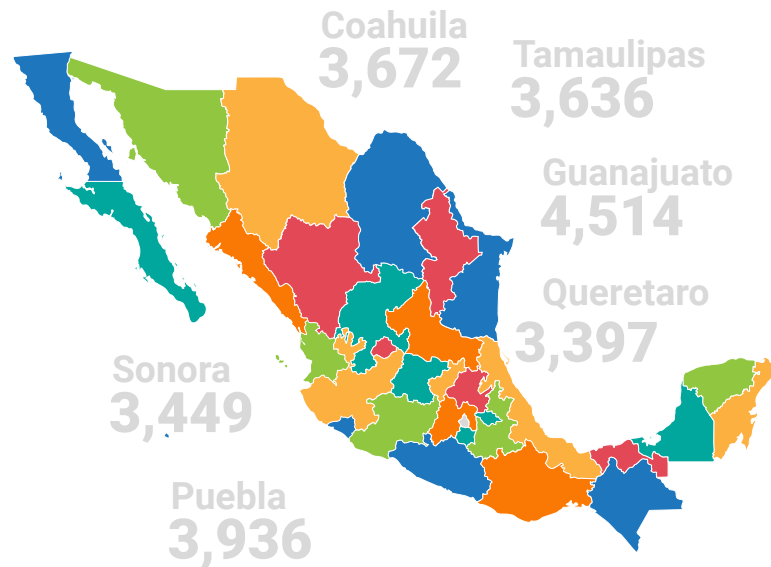 Coahuila
3,672
Tamaulipas
3,636
Guanajuato
4,514
Queretaro
3,397
Sonora
3,449
Puebla
3,936